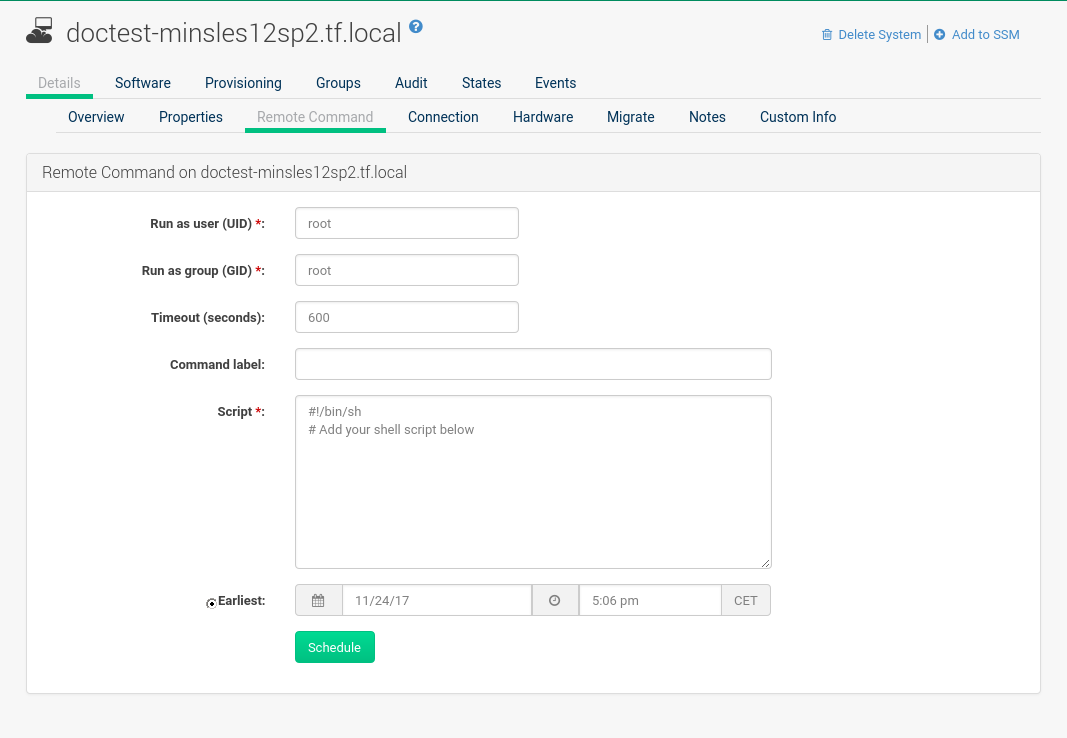 doctest-minsles12sp2.tf.local ?
Delete System | Add to SSM
Details Software Provisioning Groups Audit States Events
Overview Properties Remote Command Connection Hardware Migrate Notes Custom Info
Remote Command on doctest-minsles12sp2.tf.local
Run as user (UID) *: root
Run as group (GID) *: root
Timeout (seconds): 600
Command label:
Script *: #!/bin/sh
# Add your shell script below
Earliest: 11/24/17 5:06 pm CET
Schedule